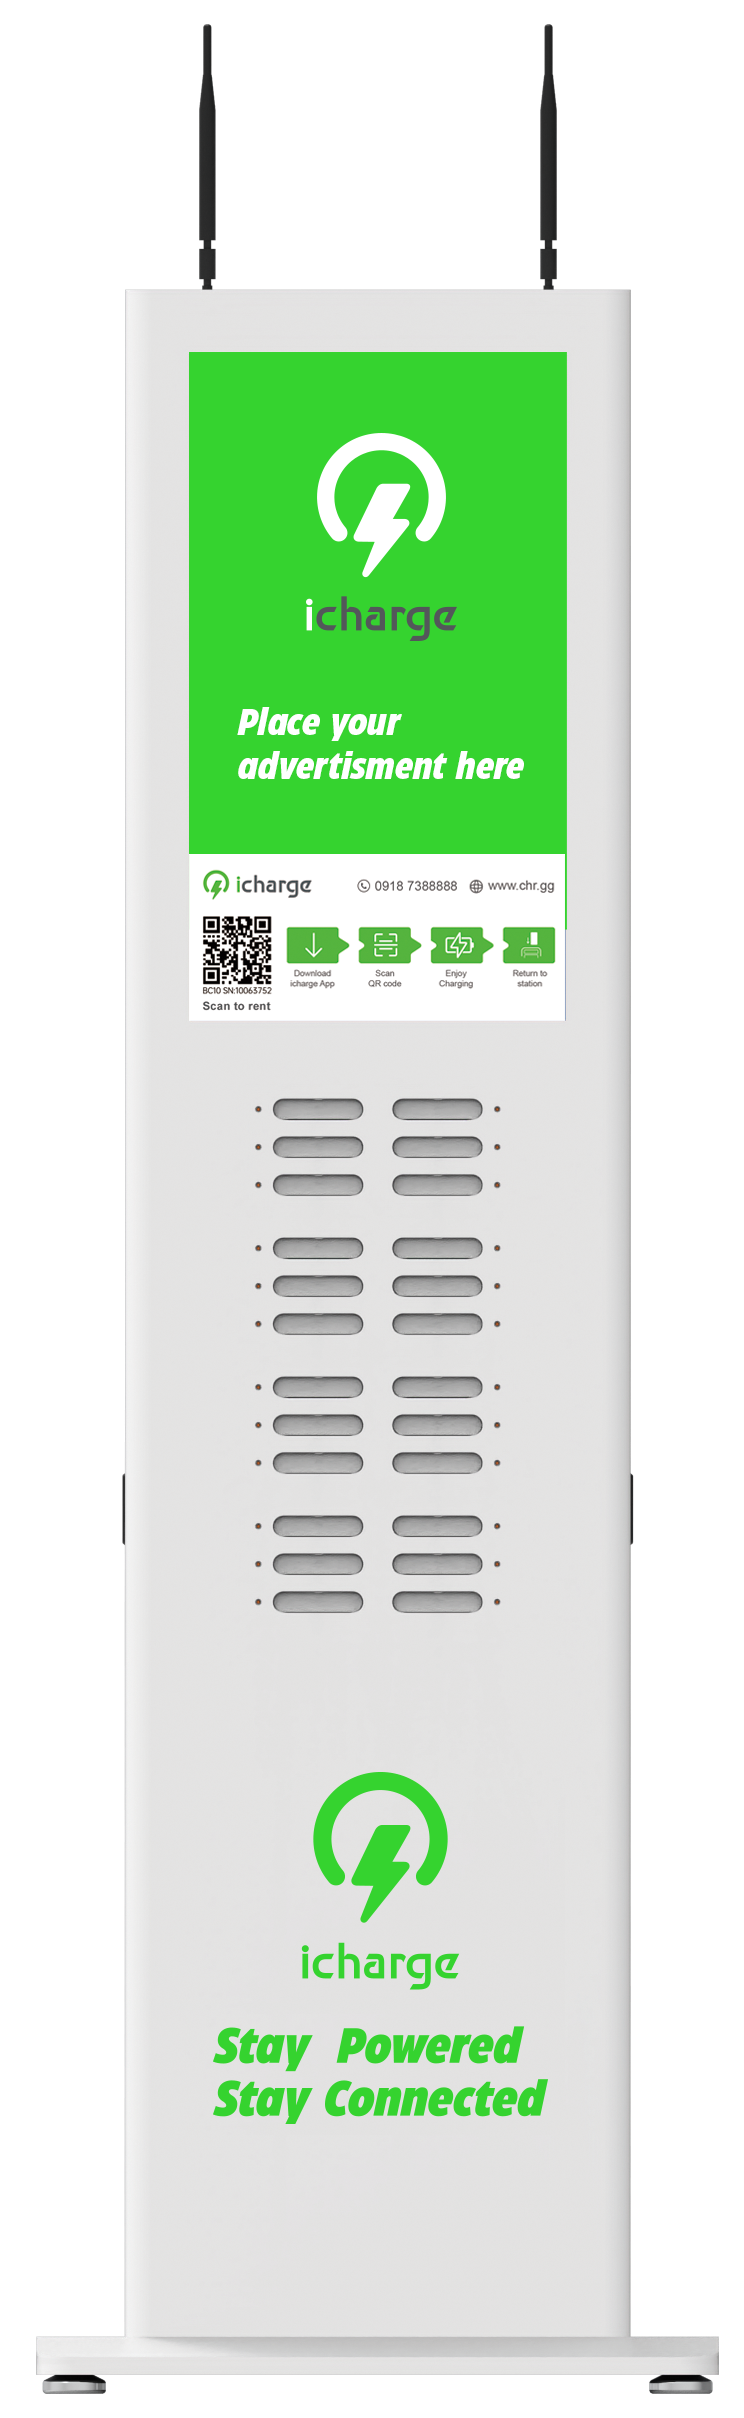 icharge
Place your
advertisment here
icharge
0918 7388888
www.chr.gg
BC10 SN:10063752
Scan to rent
Download
icharge App
Scan
QR code
Enjoy
Charging
Return to
station
icharge
Stay Powered
Stay Connected